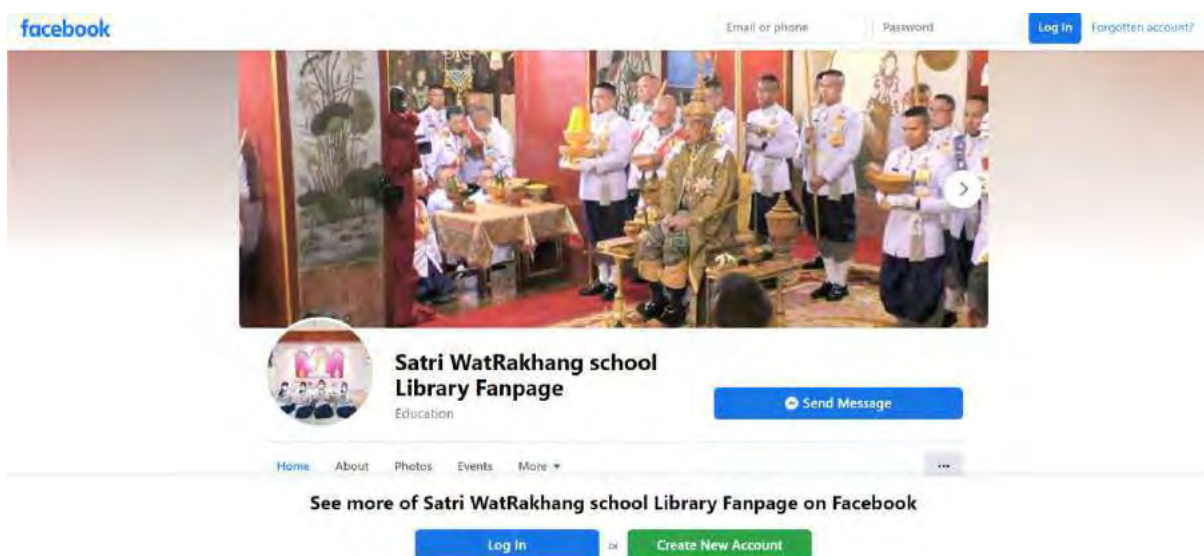 facebook
Email or phone Password Log In Forgotten account?
Satri WatRakhang school
Library Fanpage
Education
Send Message
Home About Photos Events More
See more of Satri WatRakhang school Library Fanpage on Facebook
Log In or Create New Account